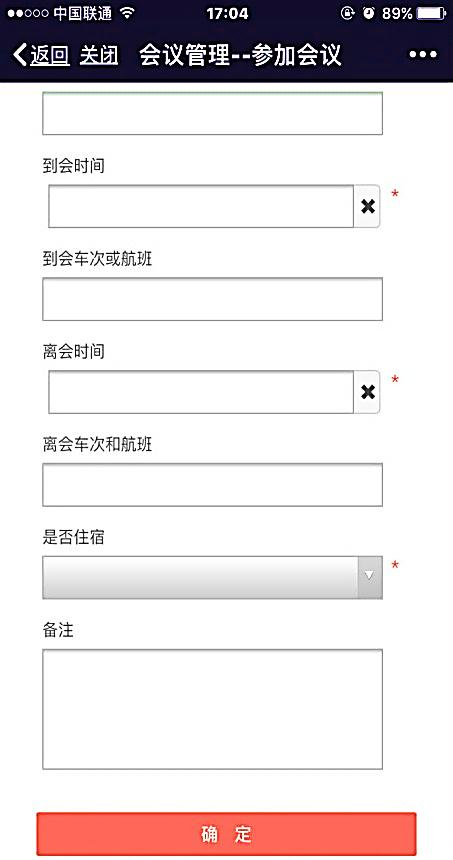 中国联通 17:04 89%
返回 关闭 会议管理--参加会议 •••
到会时间
*
到会车次或航班
离会时间
*
离会车次和航班
是否住宿
*
备注
确 定